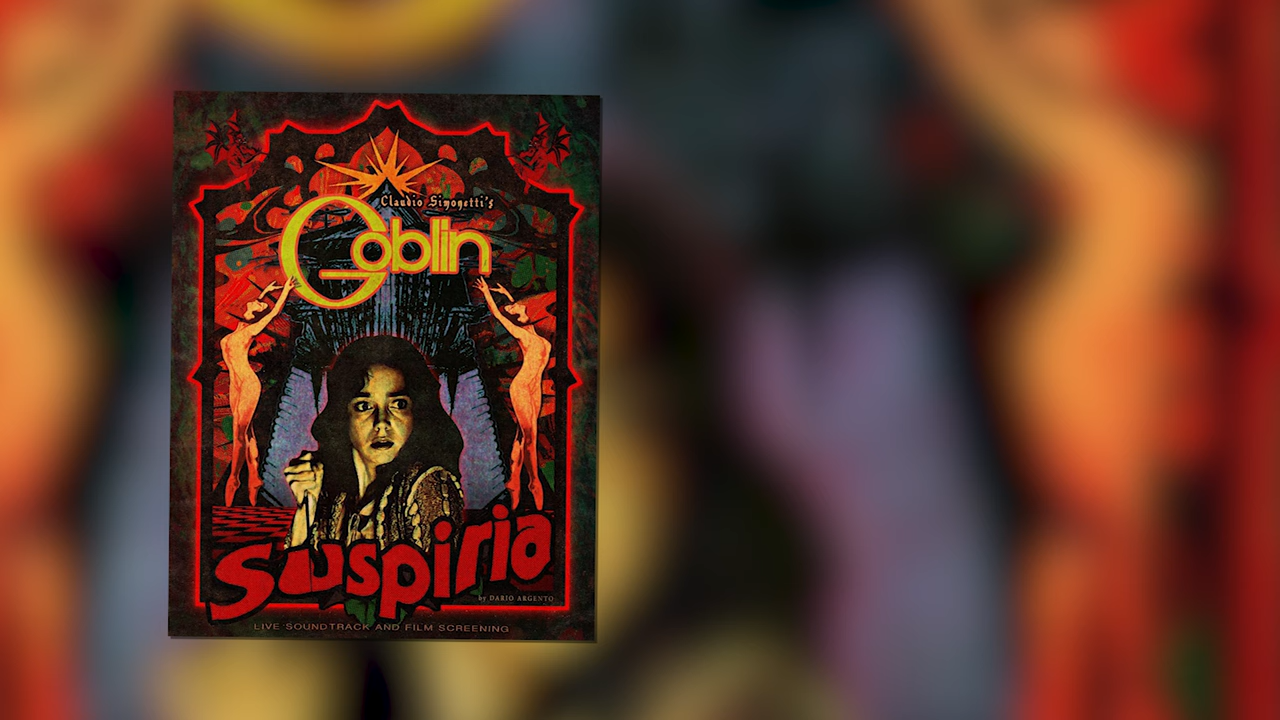 Claudio Simonetti's
Goblin
Suspiria
by DARIO ARGENTO
LIVE SOUNDTRACK AND FILM SCREENING